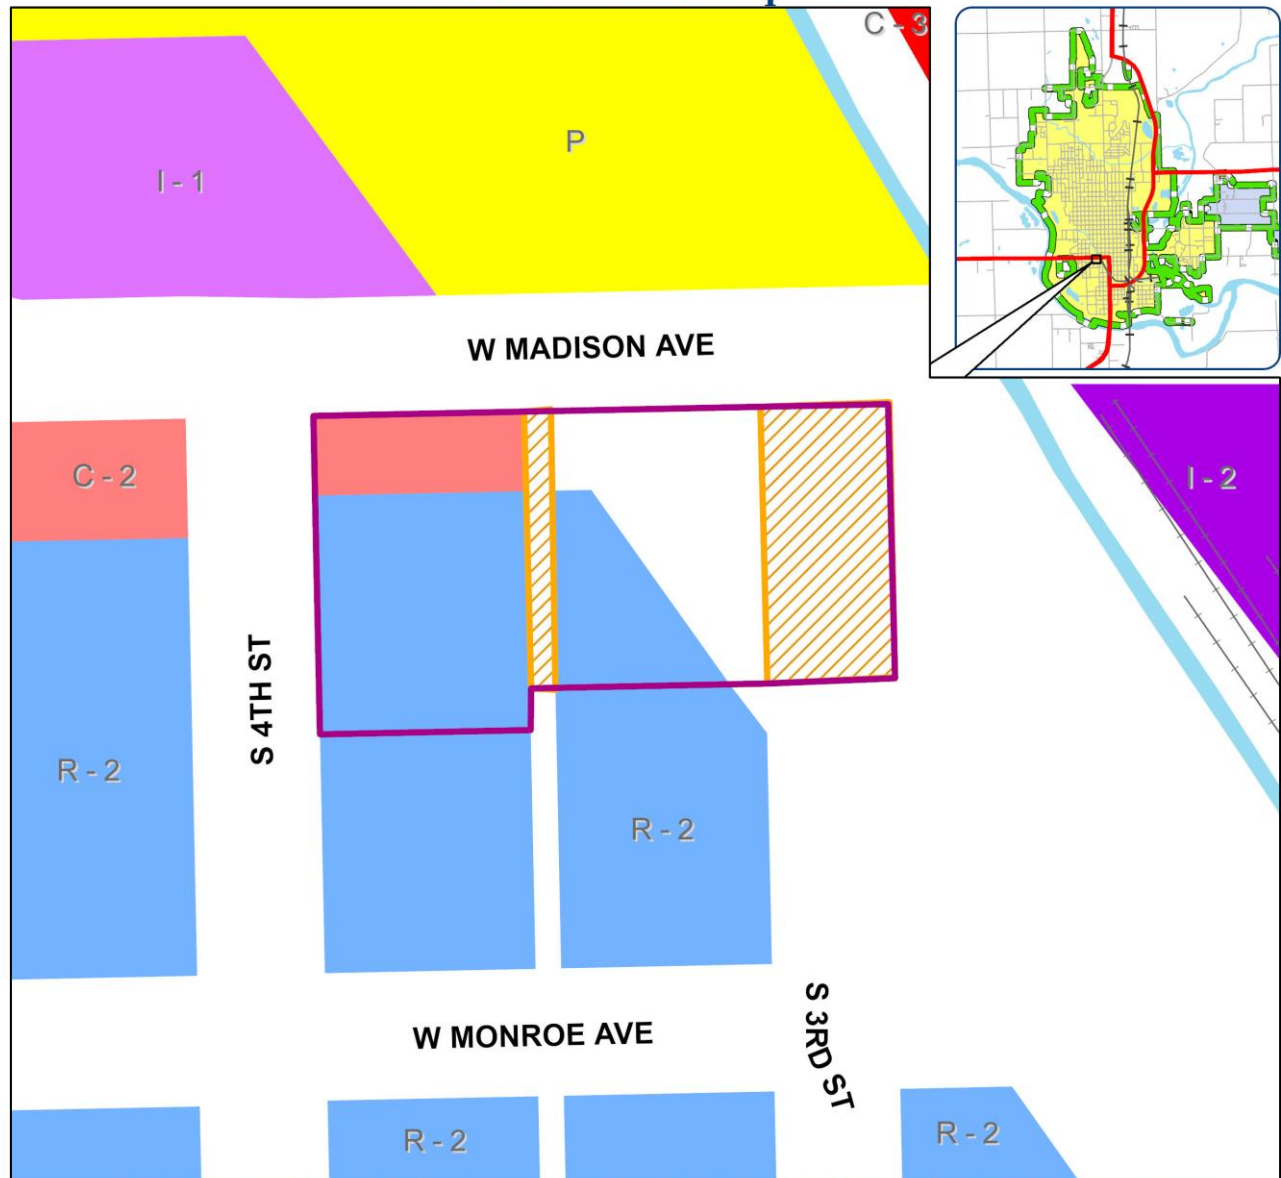 C - 3
P
I - 1
W MADISON AVE
C - 2
I - 2
S 4TH ST
R - 2
R - 2
S 3RD ST
W MONROE AVE
R - 2
R - 2